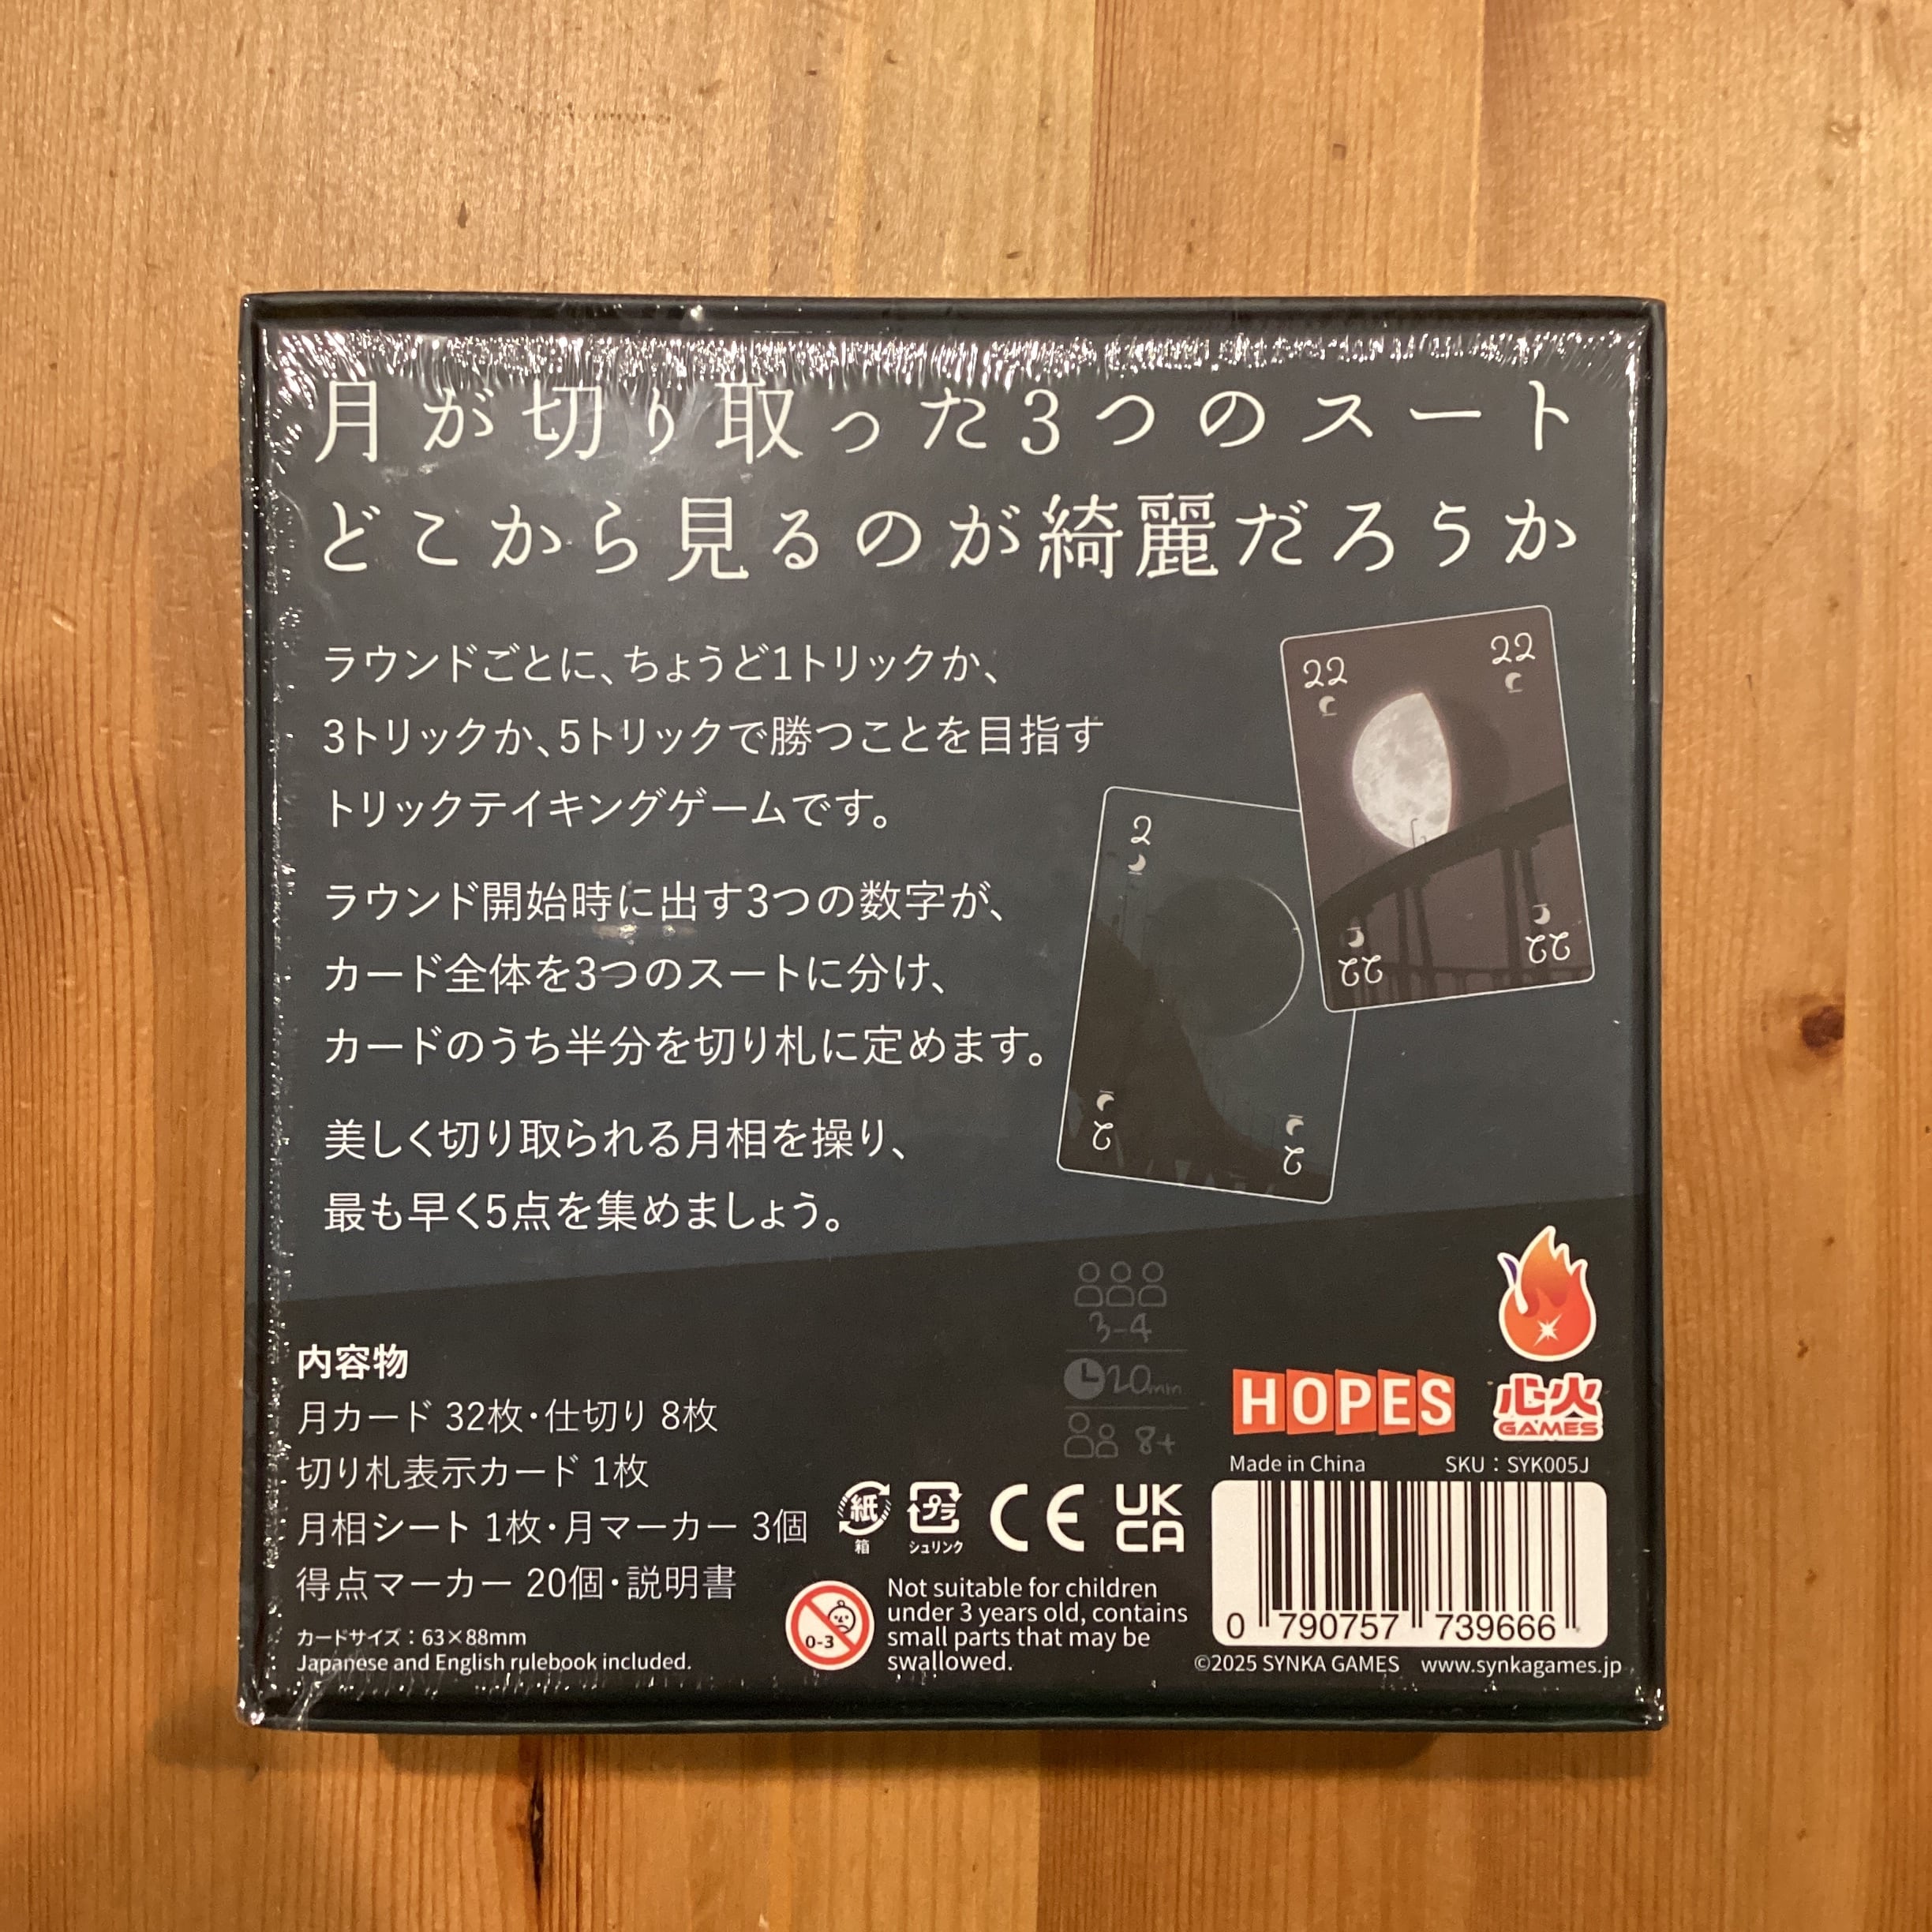 月が切り取った3つのスート
どこから見るのが綺麗だろうか
ラウンドごとに、ちょうど1トリックか、
3トリックか、5トリックで勝つことを目指す
トリックテイキングゲームです。
ラウンド開始時に出す3つの数字が、
カード全体を3つのスートに分け、
カードのうち半分を切り札に定めます。
美しく切り取られる月相を操り、
最も早く5点を集めましょう。
22
22
22
22
2
2
2
3-4
20min
8+
内容物
月カード 32枚・仕切り 8枚
切り札表示カード 1枚
月相シート 1枚・月マーカー 3個
得点マーカー 20個・説明書
カードサイズ：63×88mm
Japanese and English rulebook included.
紙
箱
プラ
シュリンク
CE
UK
CA
0-3
Not suitable for children
under 3 years old, contains
small parts that may be
swallowed.
HOPES
心火
GAMES
Made in China
SKU：SYK005J
0 790757 739666
©2025 SYNKA GAMES www.synkagames.jp